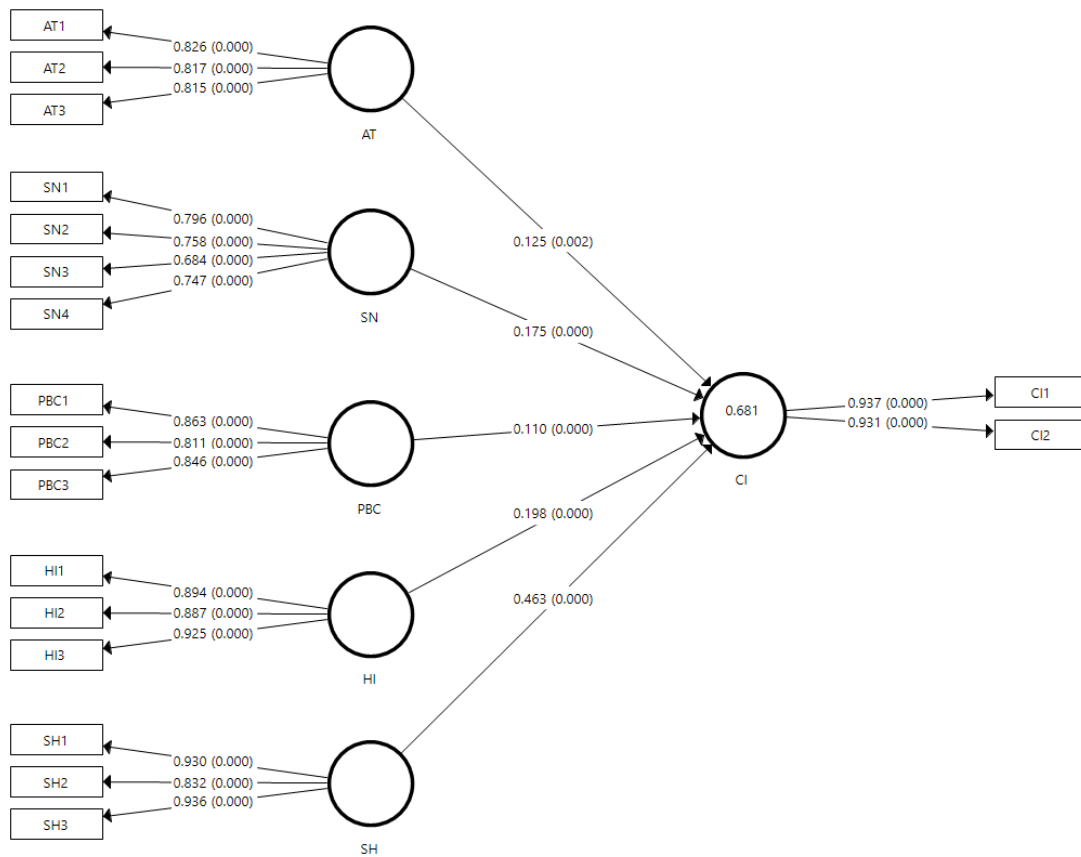 AT1
AT2
AT3
0.826 (0.000)
0.817 (0.000)
0.815 (0.000)
AT
SN1
SN2
SN3
SN4
0.796 (0.000)
0.758 (0.000)
0.684 (0.000)
0.747 (0.000)
SN
PBC1
PBC2
PBC3
0.863 (0.000)
0.811 (0.000)
0.846 (0.000)
PBC
HI1
HI2
HI3
0.894 (0.000)
0.887 (0.000)
0.925 (0.000)
HI
SH1
SH2
SH3
0.930 (0.000)
0.832 (0.000)
0.936 (0.000)
SH
0.125 (0.002)
0.175 (0.000)
0.110 (0.000)
0.198 (0.000)
0.463 (0.000)
0.681
CI
0.937 (0.000)
0.931 (0.000)
CI1
CI2